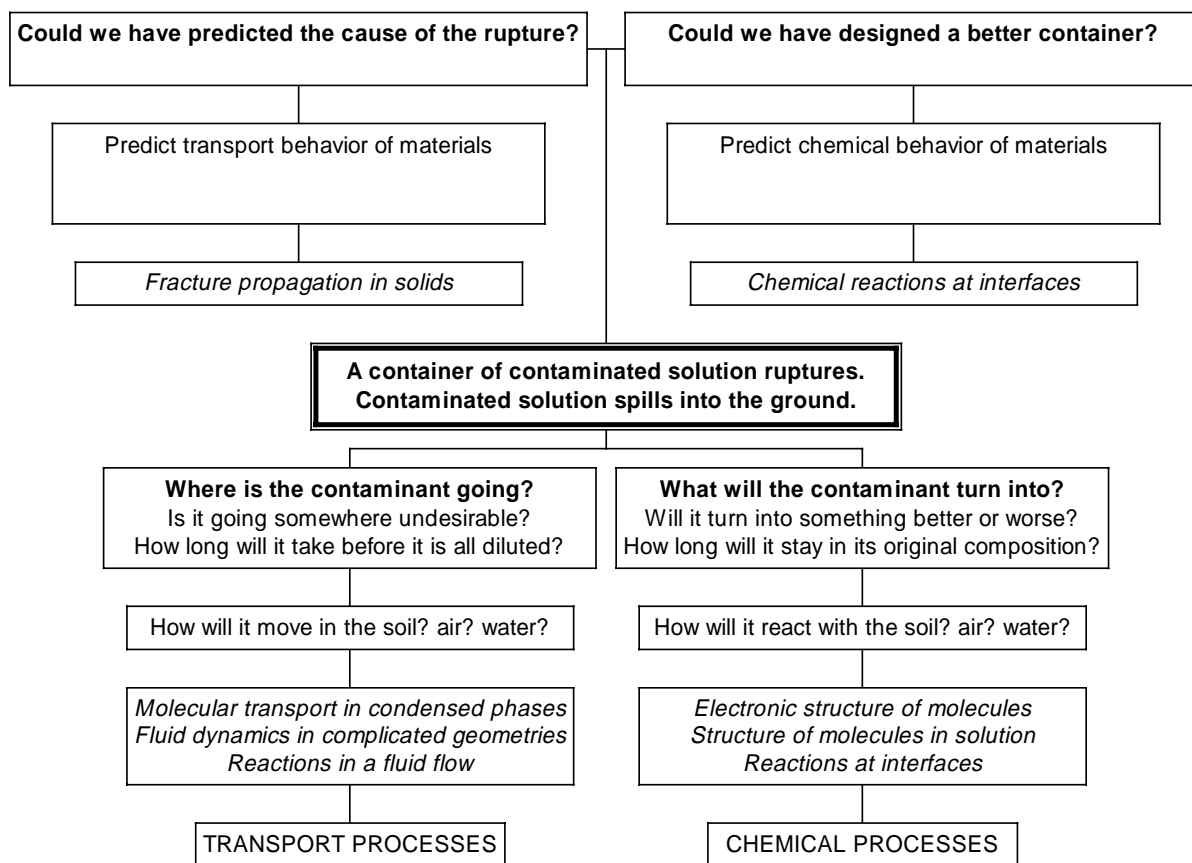 Could we have predicted the cause of the rupture?
Could we have designed a better container?
Predict transport behavior of materials
Predict chemical behavior of materials
Fracture propagation in solids
Chemical reactions at interfaces
A container of contaminated solution ruptures.
Contaminated solution spills into the ground.
Where is the contaminant going?
Is it going somewhere undesirable?
How long will it take before it is all diluted?
What will the contaminant turn into?
Will it turn into something better or worse?
How long will it stay in its original composition?
How will it move in the soil? air? water?
How will it react with the soil? air? water?
Molecular transport in condensed phases
Fluid dynamics in complicated geometries
Reactions in a fluid flow
Electronic structure of molecules
Structure of molecules in solution
Reactions at interfaces
TRANSPORT PROCESSES
CHEMICAL PROCESSES